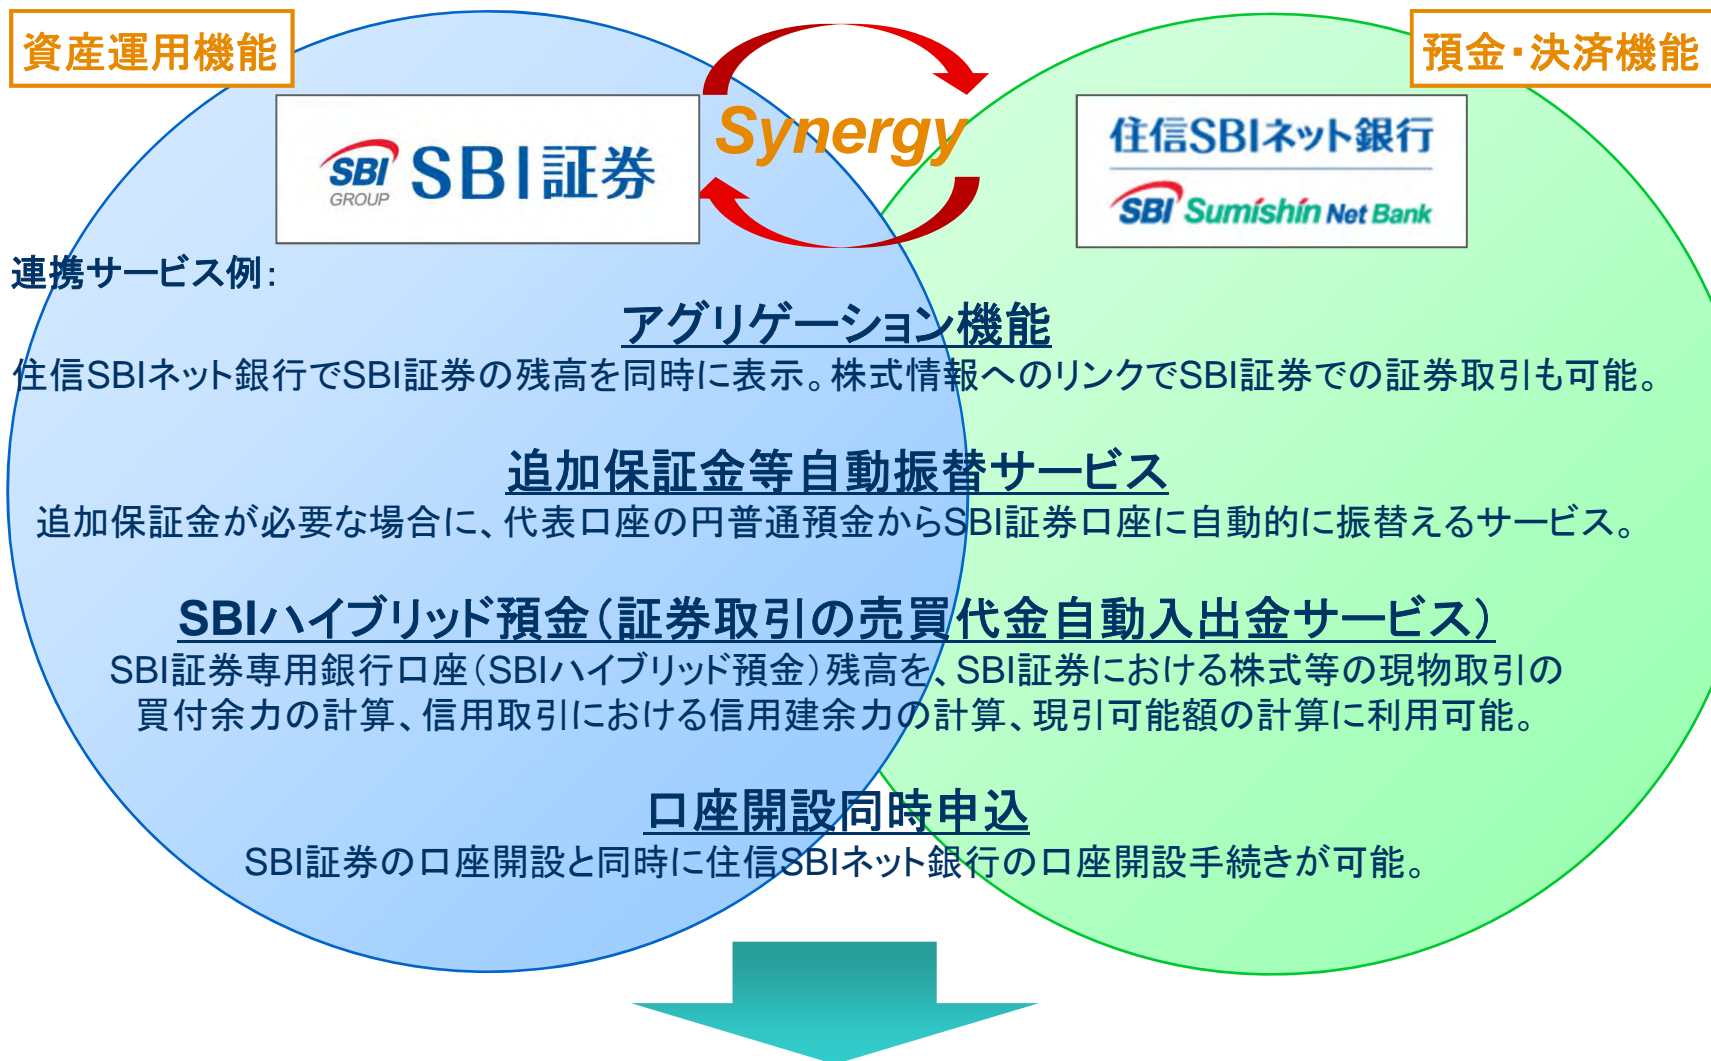 資産運用機能
預金・決済機能
Synergy
SBI GROUP SBI証券
住信SBIネット銀行
SBI Sumishin Net Bank
連携サービス例：
アグリゲーション機能
住信SBIネット銀行でSBI証券の残高を同時に表示。株式情報へのリンクでSBI証券での証券取引も可能。
追加保証金等自動振替サービス
追加保証金が必要な場合に、代表口座の円普通預金からSBI証券口座に自動的に振替えるサービス。
SBIハイブリッド預金（証券取引の売買代金自動入出金サービス）
SBI証券専用銀行口座（SBIハイブリッド預金）残高を、SBI証券における株式等の現物取引の
買付余力の計算、信用取引における信用建余力の計算、現引可能額の計算に利用可能。
口座開設同時申込
SBI証券の口座開設と同時に住信SBIネット銀行の口座開設手続きが可能。